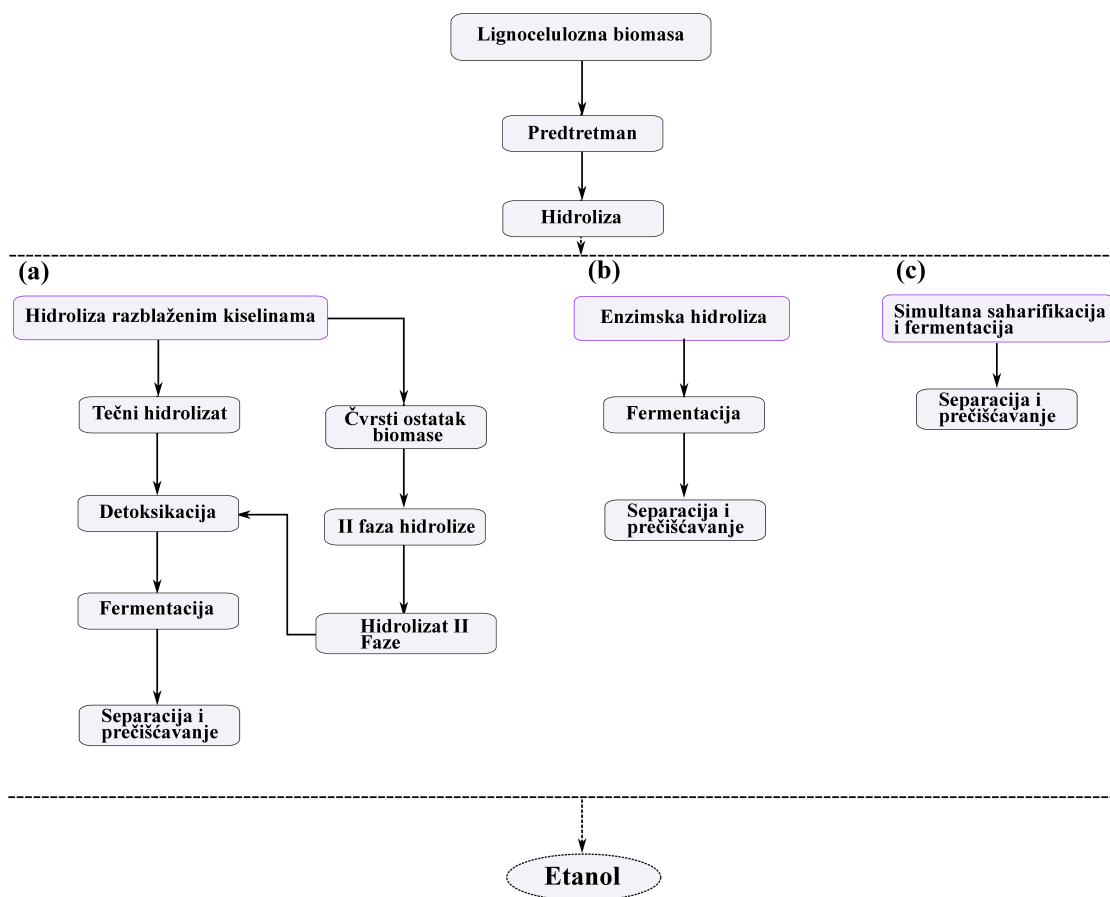 Lignocelulozna biomasa
Predtretman
Hidroliza
(a)
(b)
(c)
Hidroliza razblaženim kiselinama
Tečni hidrolizat
Čvrsti ostatak
biomase
Detoksikacija
II faza hidrolize
Fermentacija
Hidrolizat II
Faze
Separacija i
prečišćavanje
Enzimska hidroliza
Fermentacija
Separacija i
prečišćavanje
Simultana saharifikacija
i fermentacija
Separacija i
prečišćavanje
Etanol